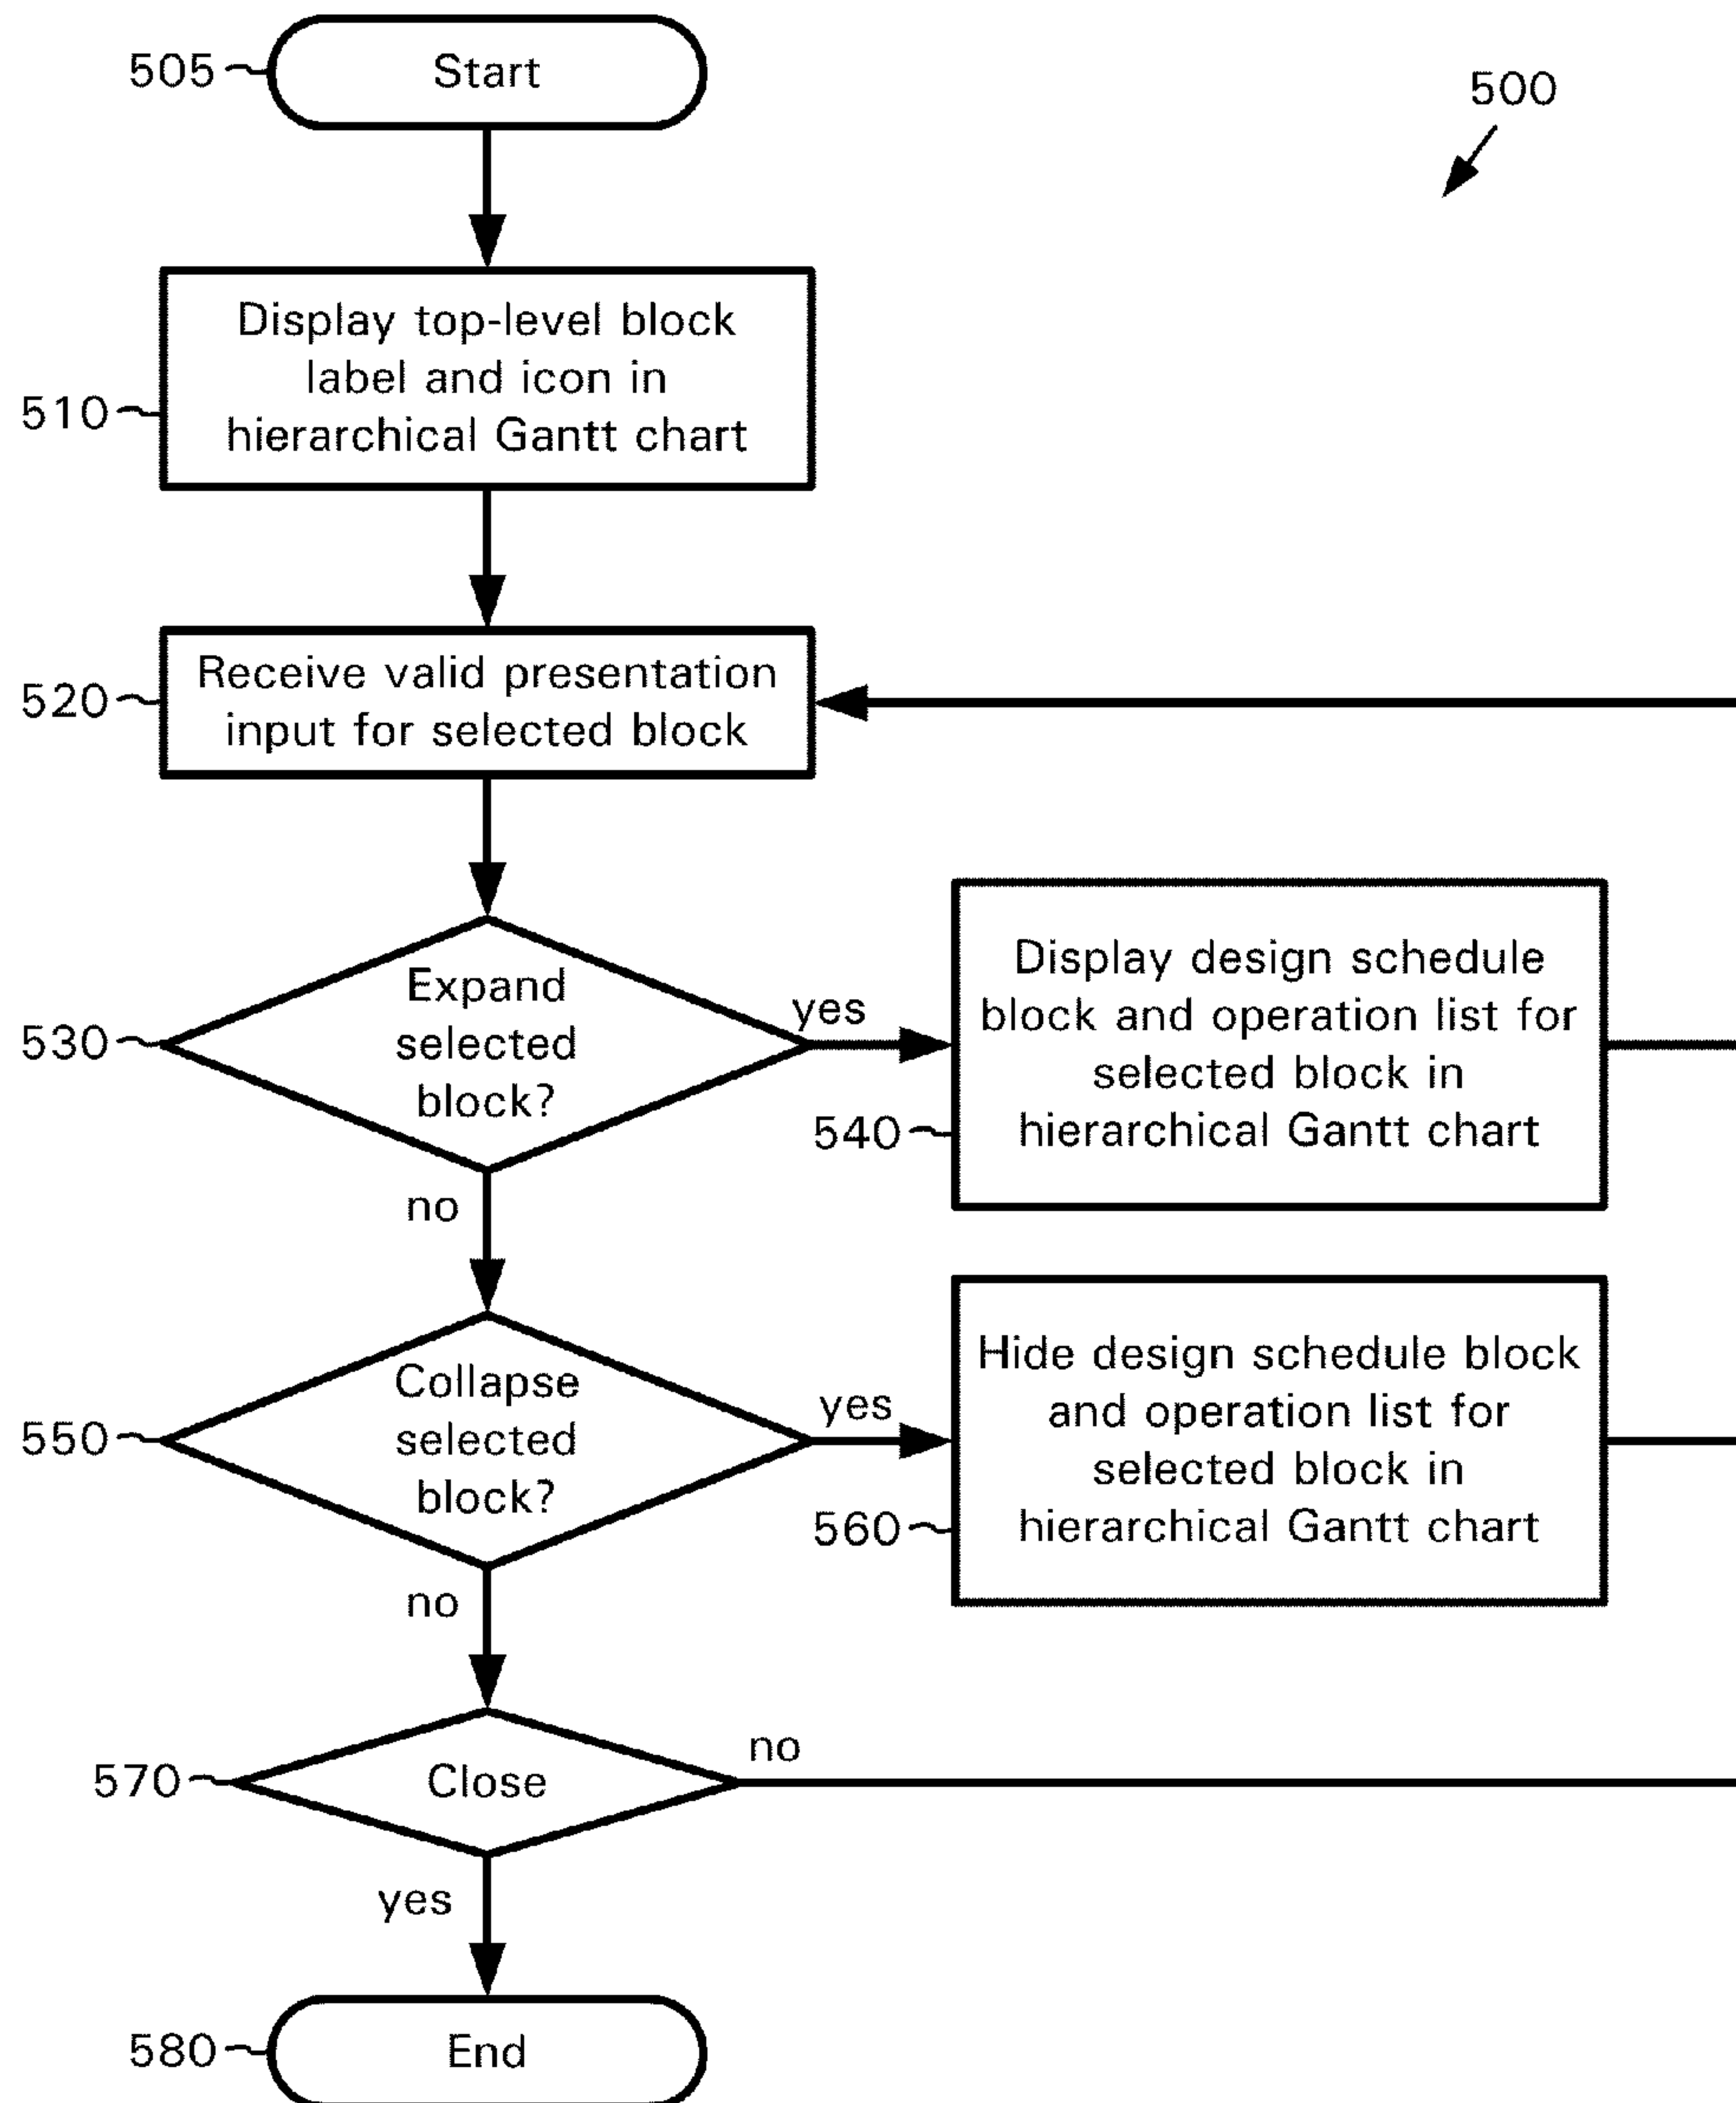 505
Start
500
Display top-level block
label and icon in
hierarchical Gantt chart
510
Receive valid presentation
input for selected block
520
Expand
selected
block?
530
yes
Display design schedule
block and operation list for
selected block in
hierarchical Gantt chart
540
no
Collapse
selected
block?
550
yes
Hide design schedule block
and operation list for
selected block in
hierarchical Gantt chart
560
no
570
Close
no
yes
580
End